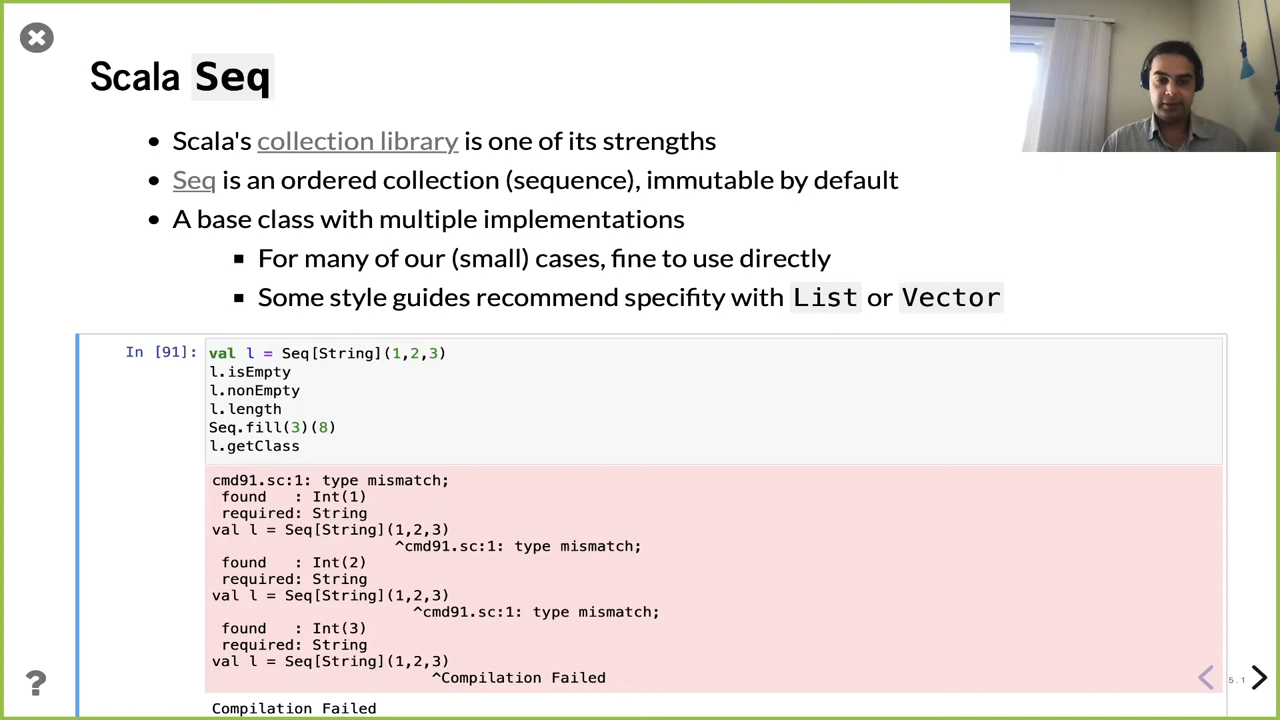 Scala Seq
• Scala's collection library is one of its strengths
• Seq is an ordered collection (sequence), immutable by default
• A base class with multiple implementations
▪ For many of our (small) cases, fine to use directly
▪ Some style guides recommend specifity with List or Vector
In [91]: val l = Seq[String](1,2,3)
l.isEmpty
l.nonEmpty
l.length
Seq.fill(3)(8)
l.getClass
cmd91.sc:1: type mismatch;
 found   : Int(1)
 required: String
val l = Seq[String](1,2,3)
                    ^cmd91.sc:1: type mismatch;
 found   : Int(2)
 required: String
val l = Seq[String](1,2,3)
                      ^cmd91.sc:1: type mismatch;
 found   : Int(3)
 required: String
val l = Seq[String](1,2,3)
                        ^Compilation Failed
Compilation Failed
?
5.1